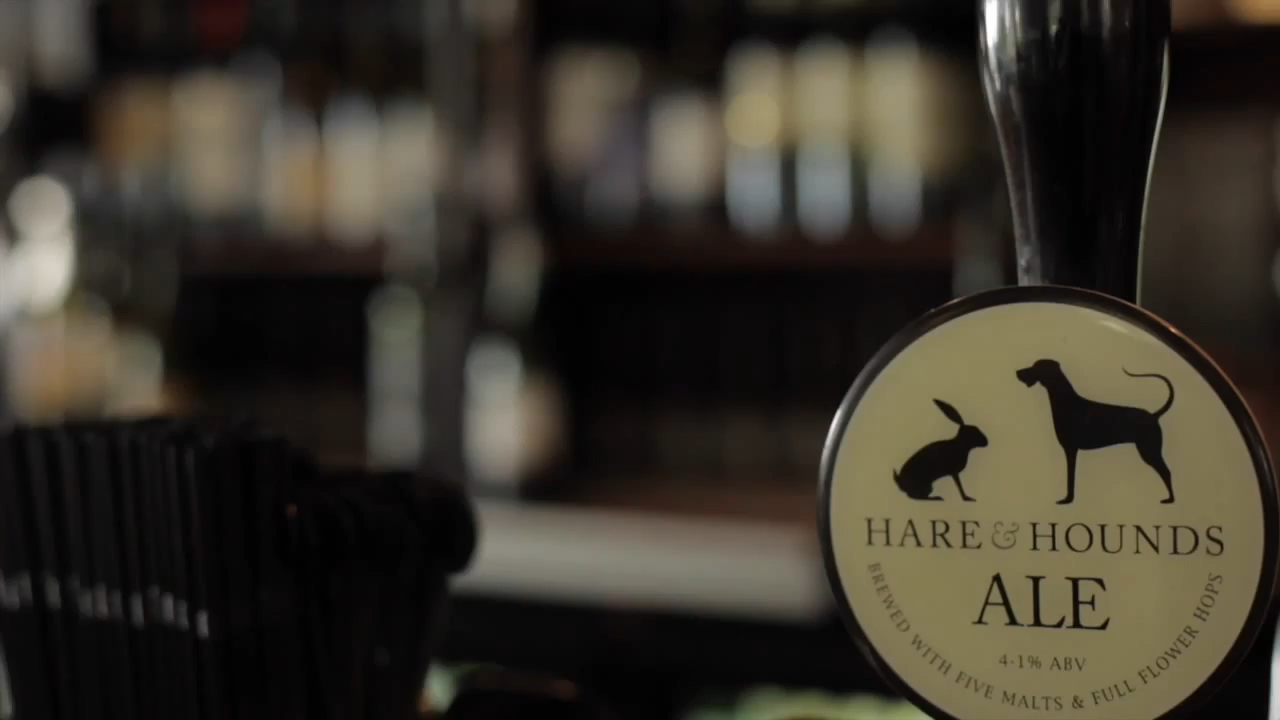 HARE & HOUNDS
ALE
4·1% ABV
BREWED WITH FIVE MALTS & FULL FLOWER HOPS